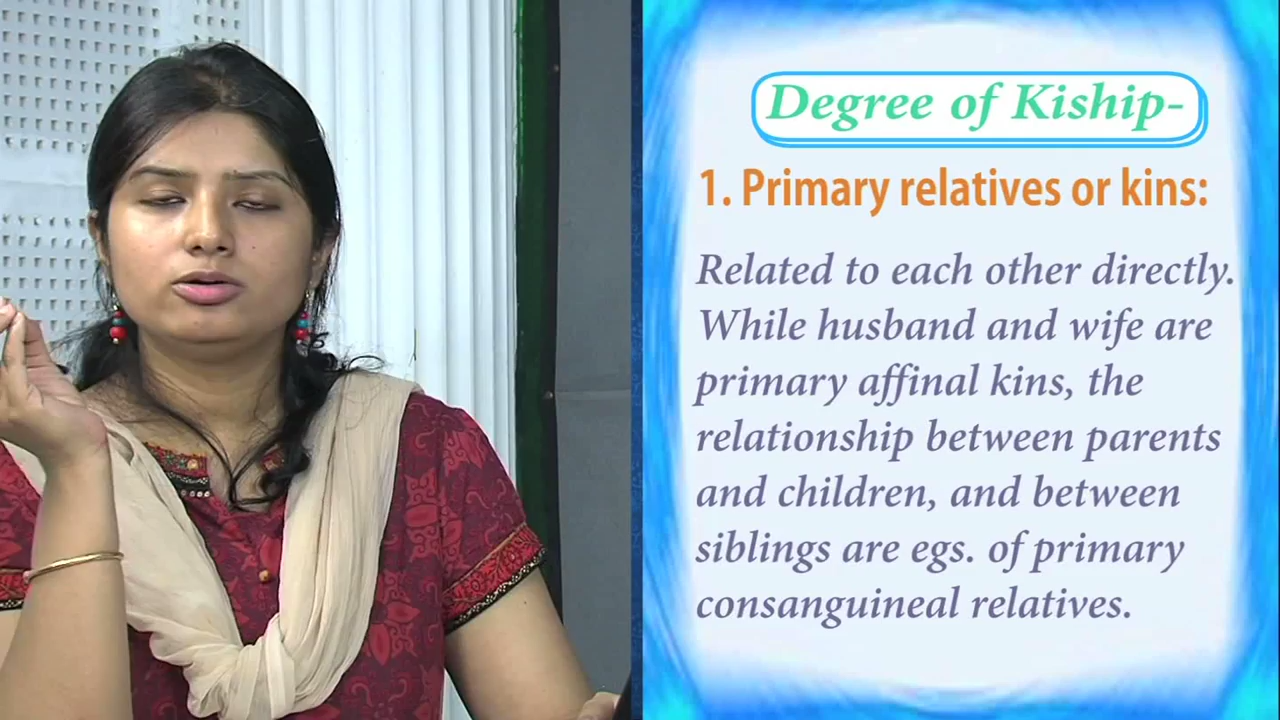 Degree of Kiship-
1. Primary relatives or kins:
Related to each other directly.
While husband and wife are
primary affinal kins, the
relationship between parents
and children, and between
siblings are egs. of primary
consanguineal relatives.